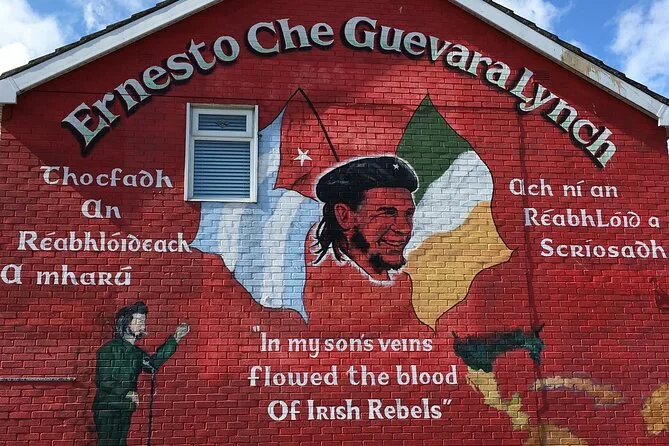 Ernesto Che Guevara Lynch
Thocfadh
An
Réabhlóideach
A mharú
Ach ní an
Réabhlóid a
Scríosadh
"In my son's veins
flowed the blood
Of Irish Rebels"